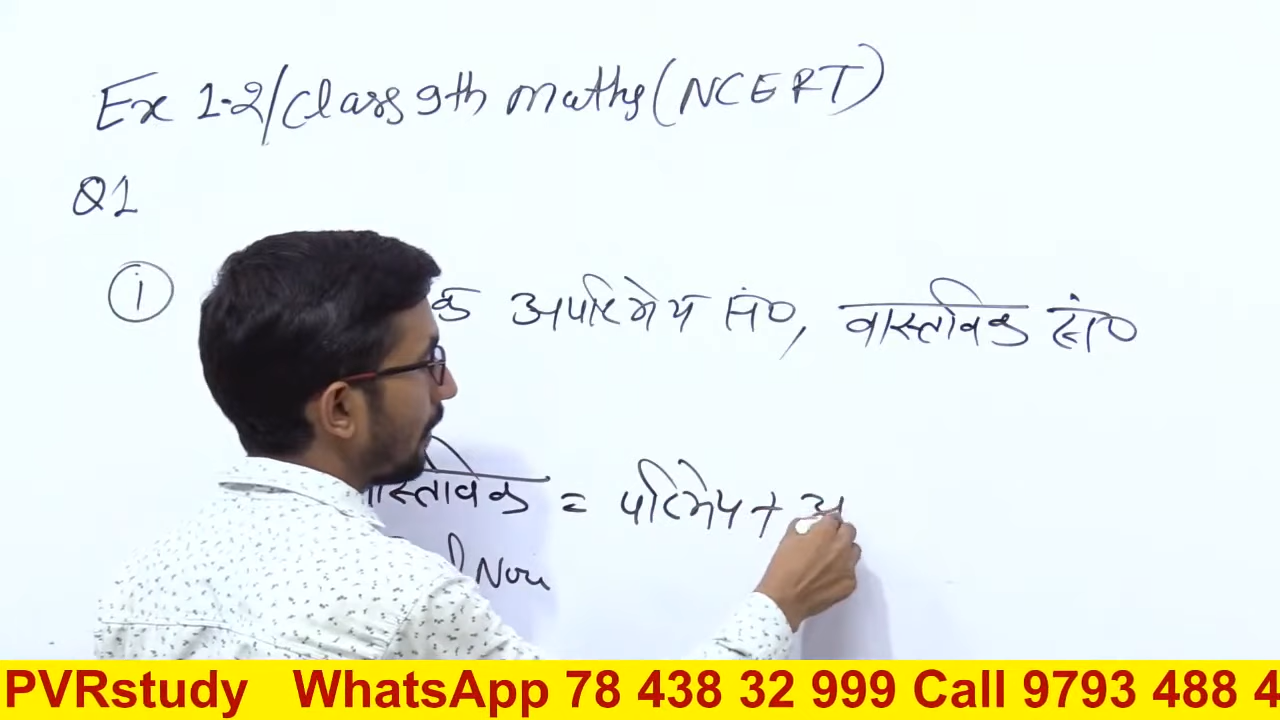 Ex 1.2/Class 9th maths (NCERT)
Q1
i क अपरिमेय सं०, वास्तविक सं०
वास्तविक = परिमेय + अ
PVRstudy WhatsApp 78 438 32 999 Call 9793 488 4